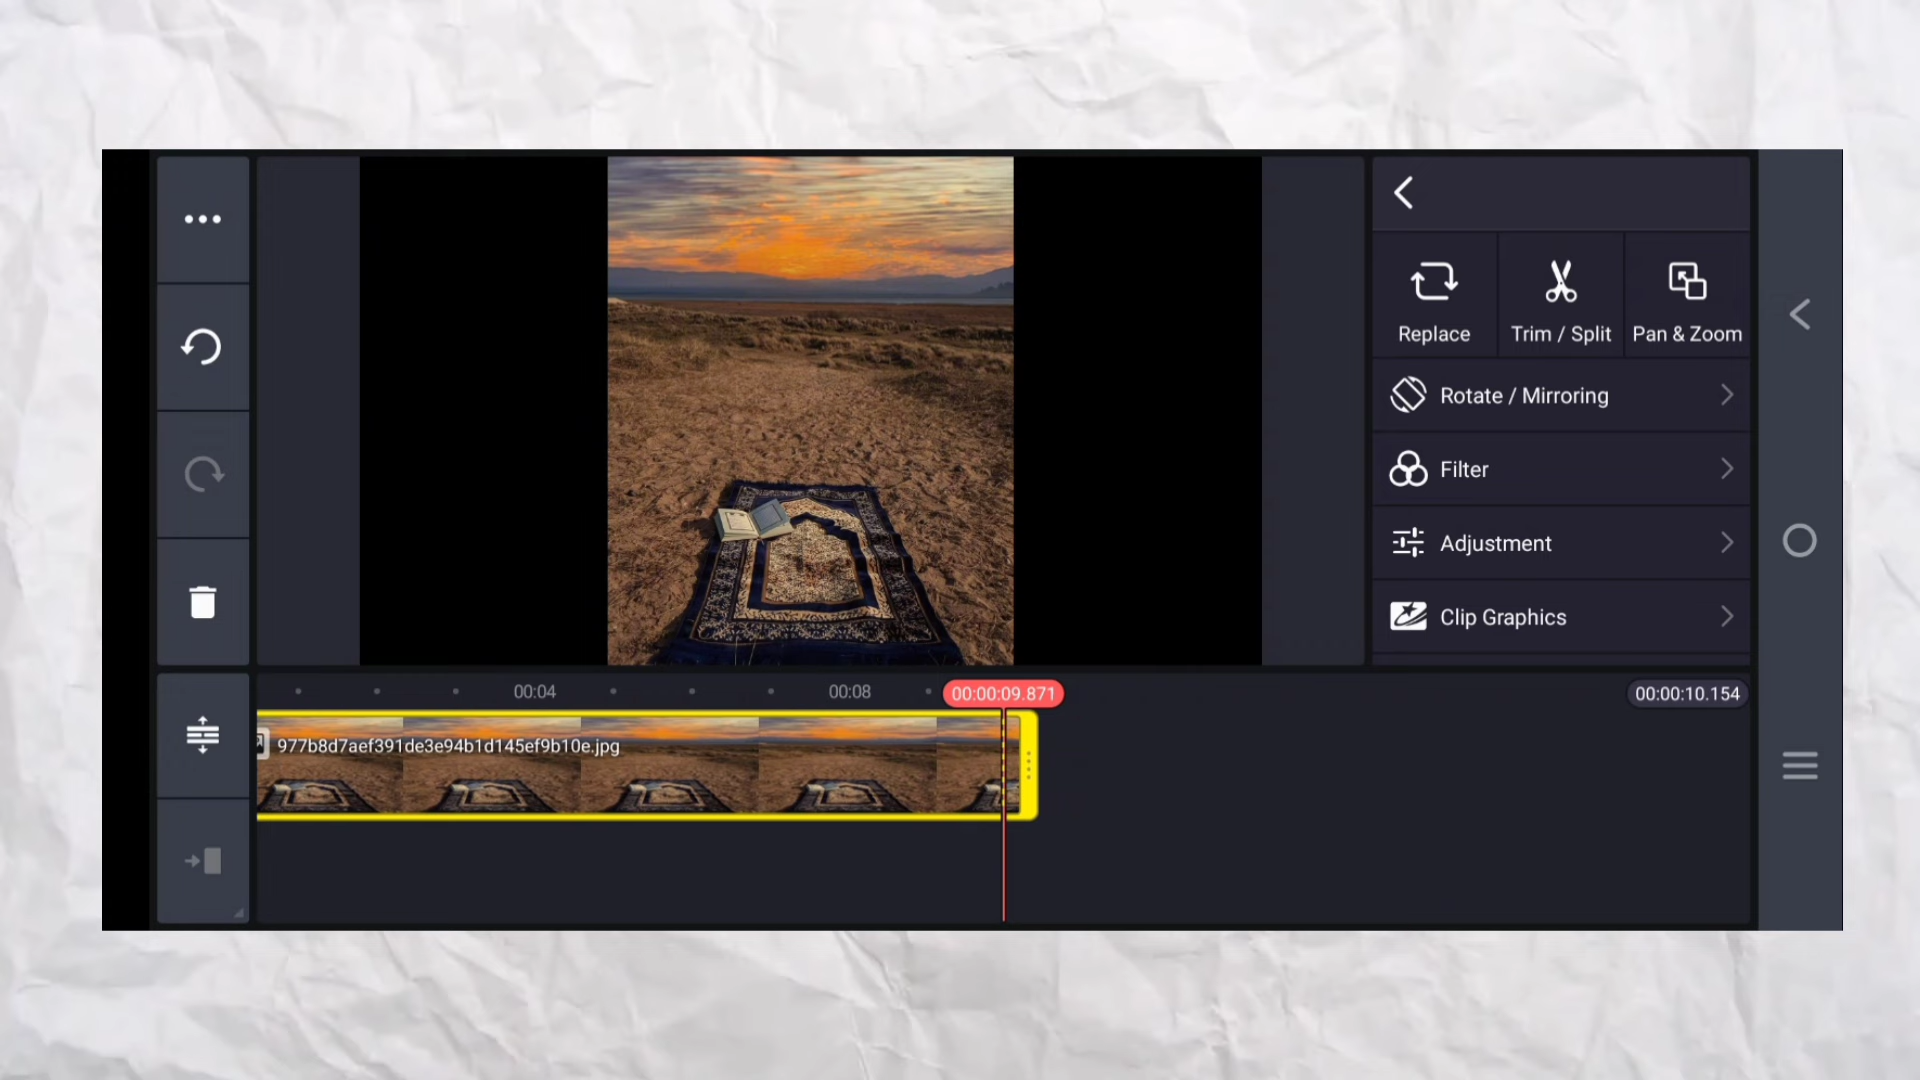 Replace
Trim / Split
Pan & Zoom
Rotate / Mirroring
Filter
Adjustment
Clip Graphics
00:04
00:08
00:00:09.871
00:00:10.154
977b8d7aef391de3e94b1d145ef9b10e.jpg